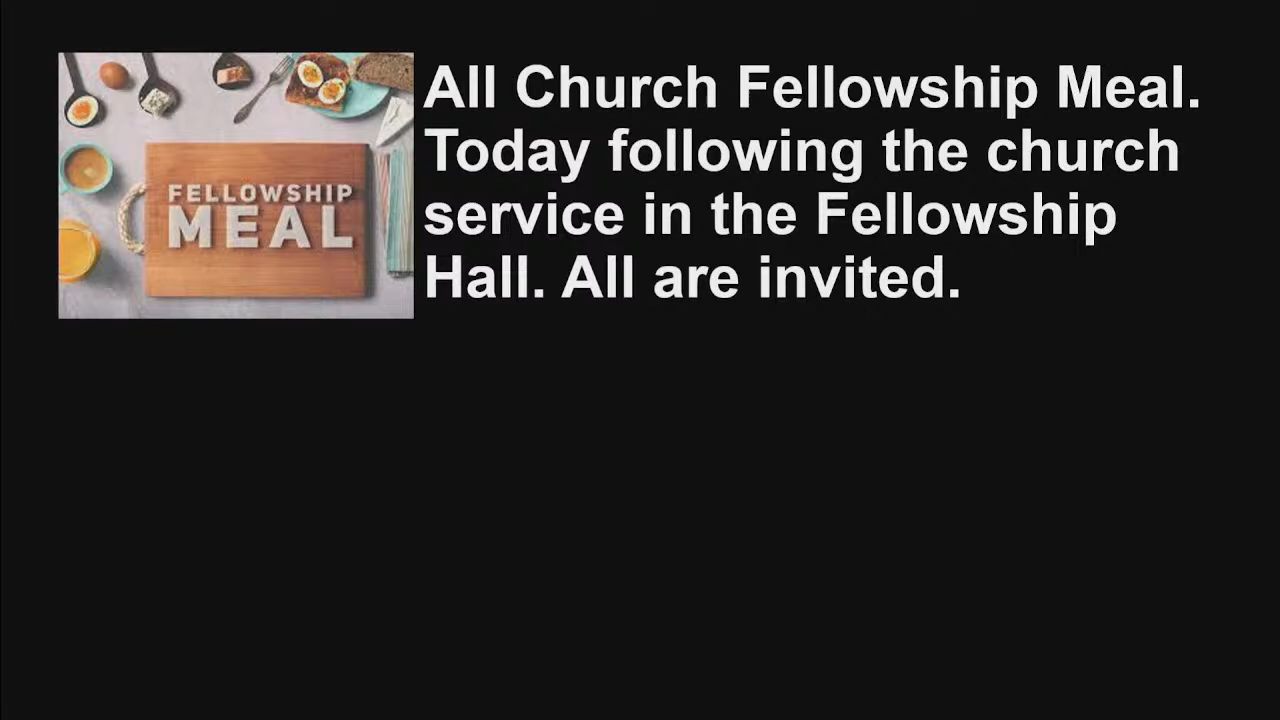 FELLOWSHIP
MEAL
All Church Fellowship Meal.
Today following the church
service in the Fellowship
Hall. All are invited.